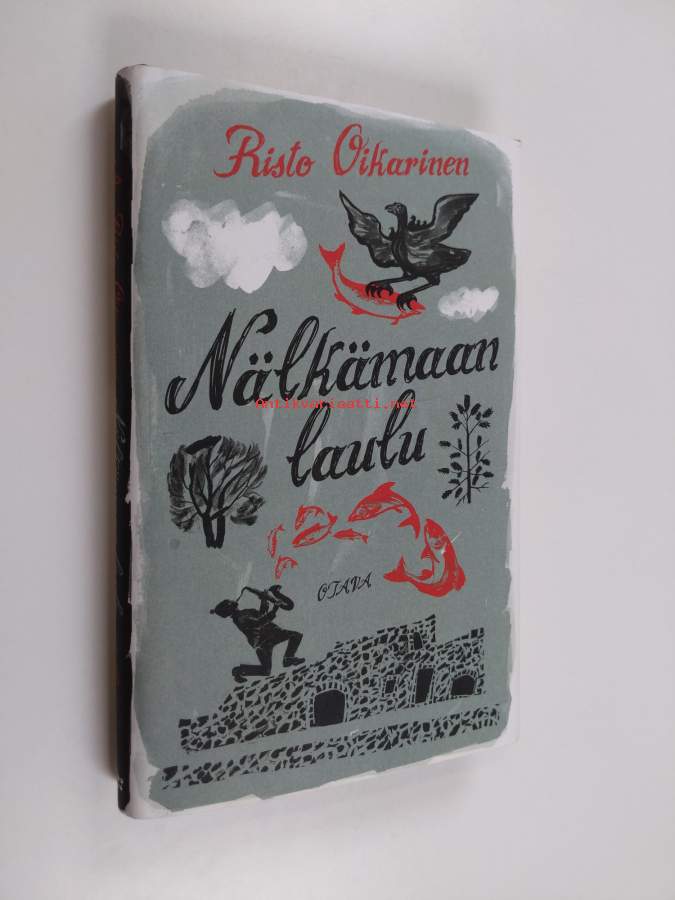 Risto Oikarinen
Nälkämaan
Antikvariaatti.net
laulu
OTAVA